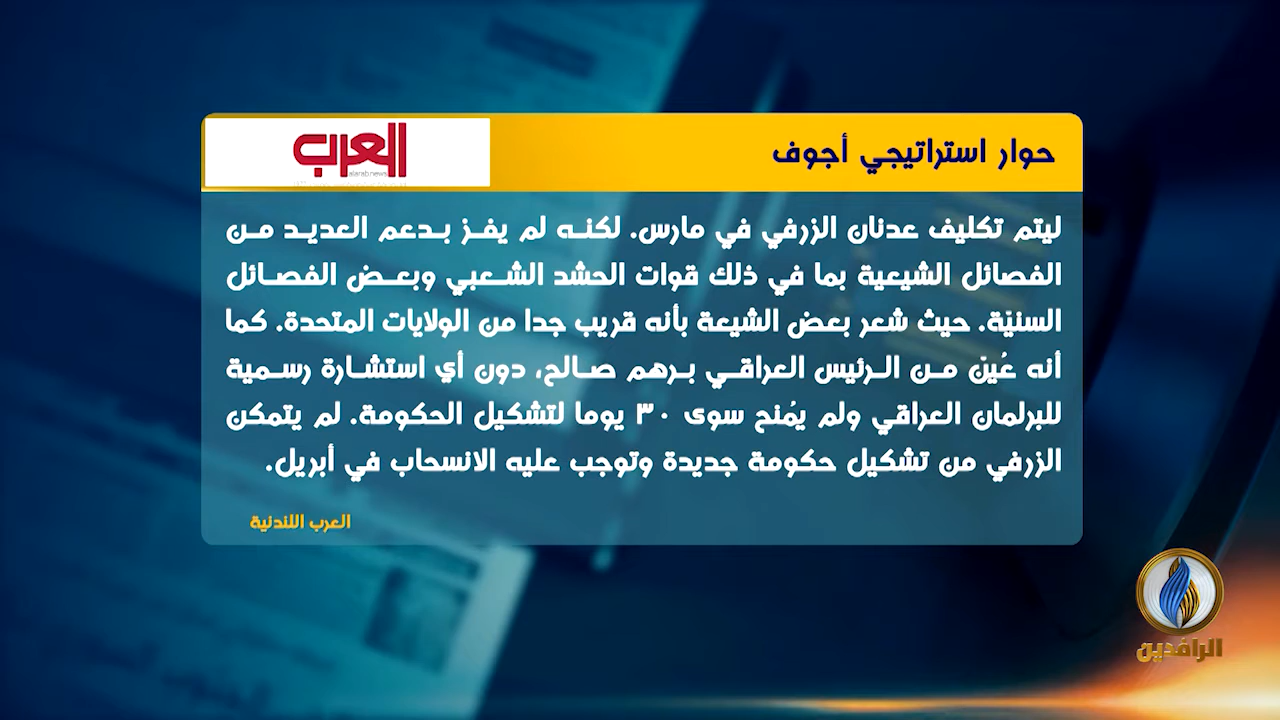 حوار استراتيجي أجوف
العرب
alarab.news
ليتم تكليف عدنان الزرفي في مارس. لكنه لم يفز بدعم العديد من
الفصائل الشيعية بما في ذلك قوات الحشد الشعبي وبعض الفصائل
السنيّة. حيث شعر بعض الشيعة بأنه قريب جدا من الولايات المتحدة. كما
أنه عُيّن من الرئيس العراقي برهم صالح، دون أي استشارة رسمية
للبرلمان العراقي ولم يُمنح سوى ٣٠ يوما لتشكيل الحكومة. لم يتمكن
الزرفي من تشكيل حكومة جديدة وتوجب عليه الانسحاب في أبريل.
العرب اللندنية
الرافدين